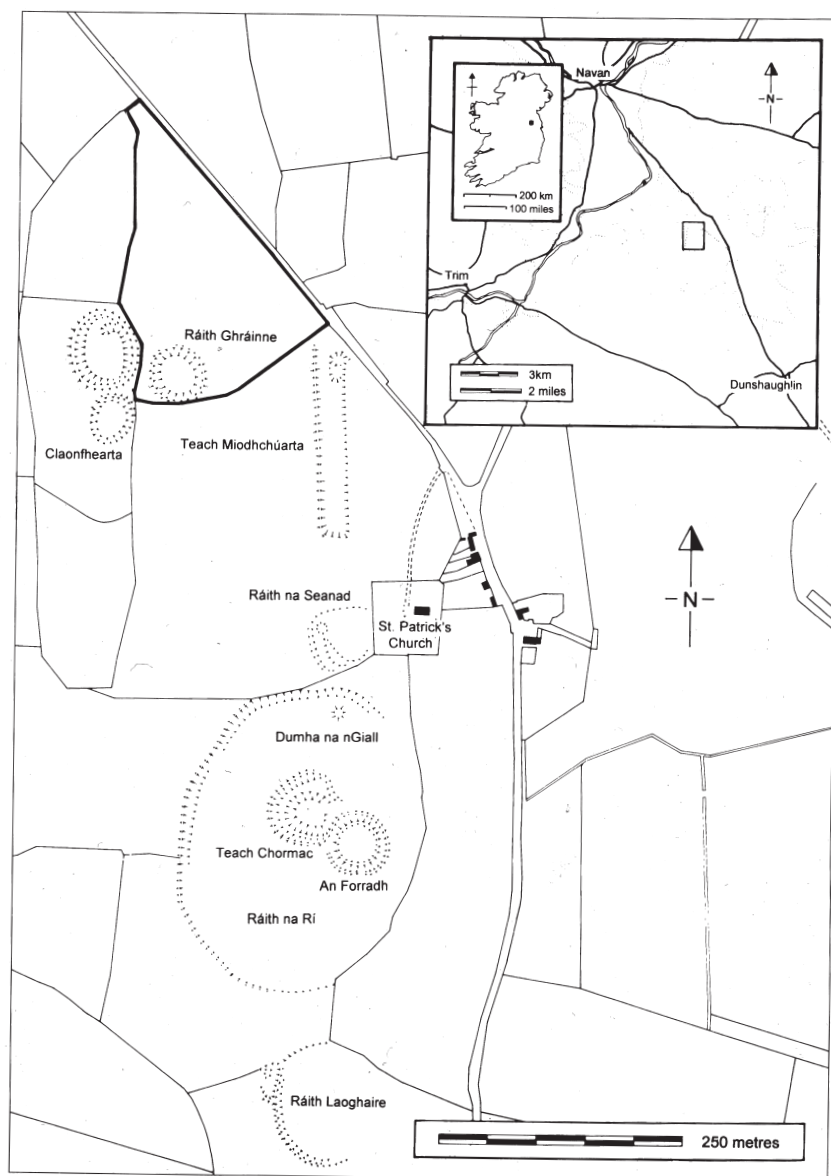 Navan
N
200 km
100 miles
Trim
3km
2 miles
Dunshaughlin
Ráith Ghráinne
Claonfhearta
Teach Miodhchúarta
Ráith na Seanad
St. Patrick's
Church
N
Dumha na nGiall
Teach Chormac
An Forradh
Ráith na Rí
Ráith Laoghaire
250 metres